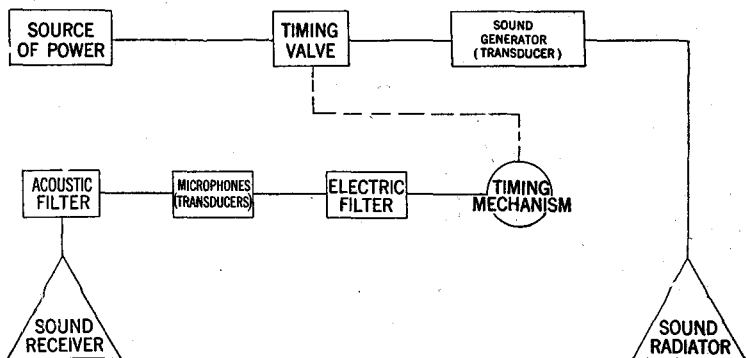 SOURCE
OF POWER
TIMING
VALVE
SOUND
GENERATOR
(TRANSDUCER)
ACOUSTIC
FILTER
MICROPHONES
(TRANSDUCERS)
ELECTRIC
FILTER
TIMING
MECHANISM
SOUND
RECEIVER
SOUND
RADIATOR